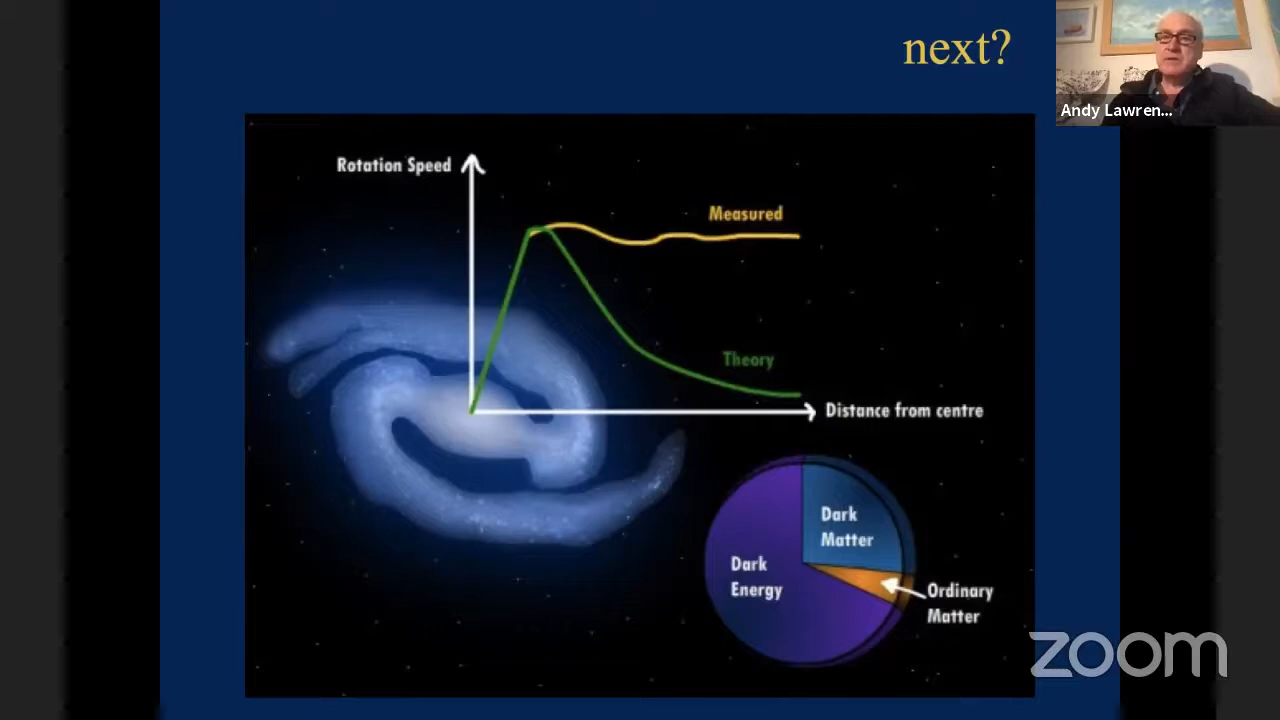 next?
Andy Lawren...
Rotation Speed
Measured
Theory
Distance from centre
Dark
Matter
Dark
Energy
Ordinary
Matter
zoom